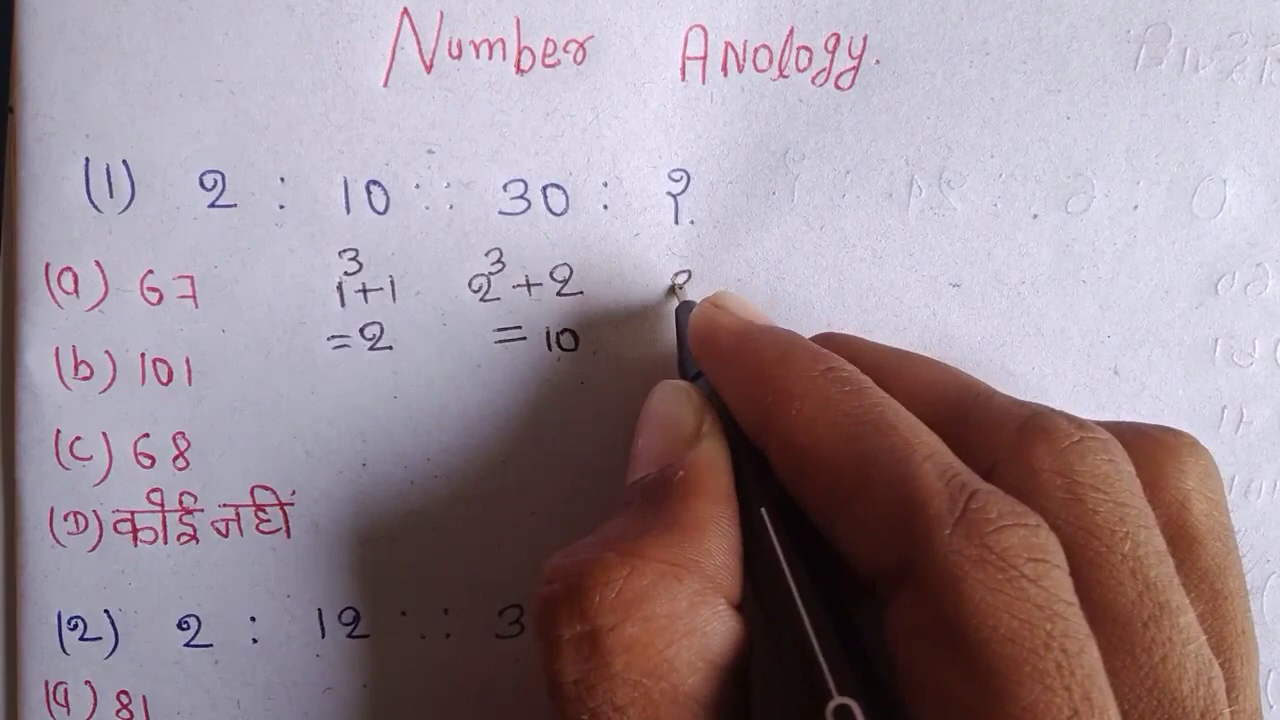 Number Anology.
(1) 2 : 10 :: 30 : ?
(a) 67
1³+1 2³+2
= 2 = 10
(b) 101
(C) 68
(D) कोई नहीं
(2) 2 : 12 :: 3
(a) 81